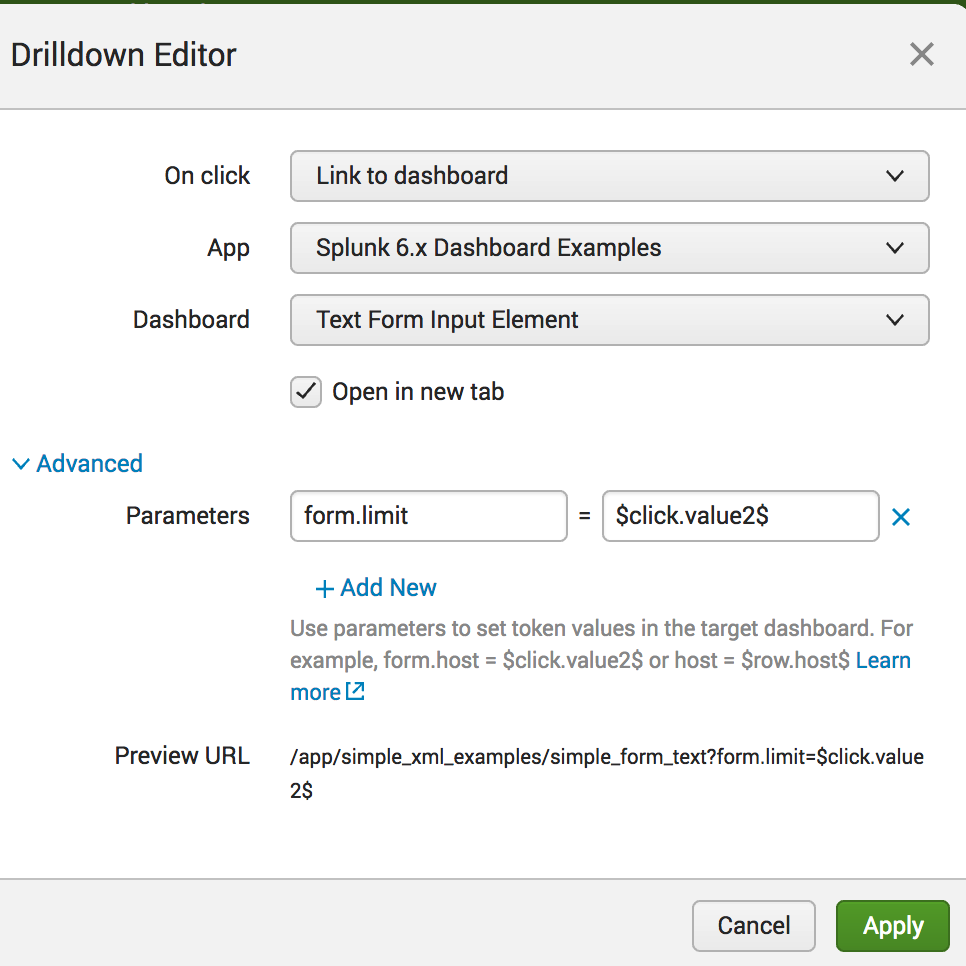 Drilldown Editor
On click Link to dashboard
App Splunk 6.x Dashboard Examples
Dashboard Text Form Input Element
Open in new tab
Advanced
Parameters form.limit = $click.value2$
+ Add New
Use parameters to set token values in the target dashboard. For
example, form.host = $click.value2$ or host = $row.host$ Learn
more
Preview URL /app/simple_xml_examples/simple_form_text?form.limit=$click.value
2$
Cancel Apply